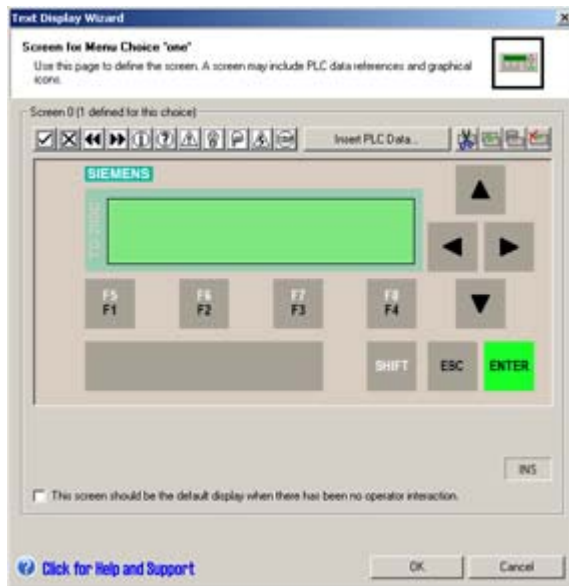 Text Display Wizard
Screen for Menu Choice "one"
Use this page to define the screen. A screen may include PLC data references and graphical
icons.
Screen 0 (1 defined for this choice)
Insert PLC Data...
SIEMENS
F5 F6 F7 F8
F1 F2 F3 F4
SHIFT ESC ENTER
INS
This screen should be the default display when there has been no operator interaction.
Click for Help and Support
OK Cancel